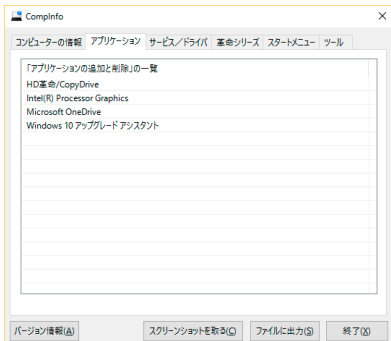 CompInfo
コンピューターの情報 アプリケーション サービス／ドライバ 革命シリーズ スタートメニュー ツール
「アプリケーションの追加と削除」の一覧
HD革命/CopyDrive
Intel(R) Processor Graphics
Microsoft OneDrive
Windows 10 アップグレード アシスタント
バージョン情報(A) スクリーンショットを取る(C) ファイルに出力(S) 終了(X)